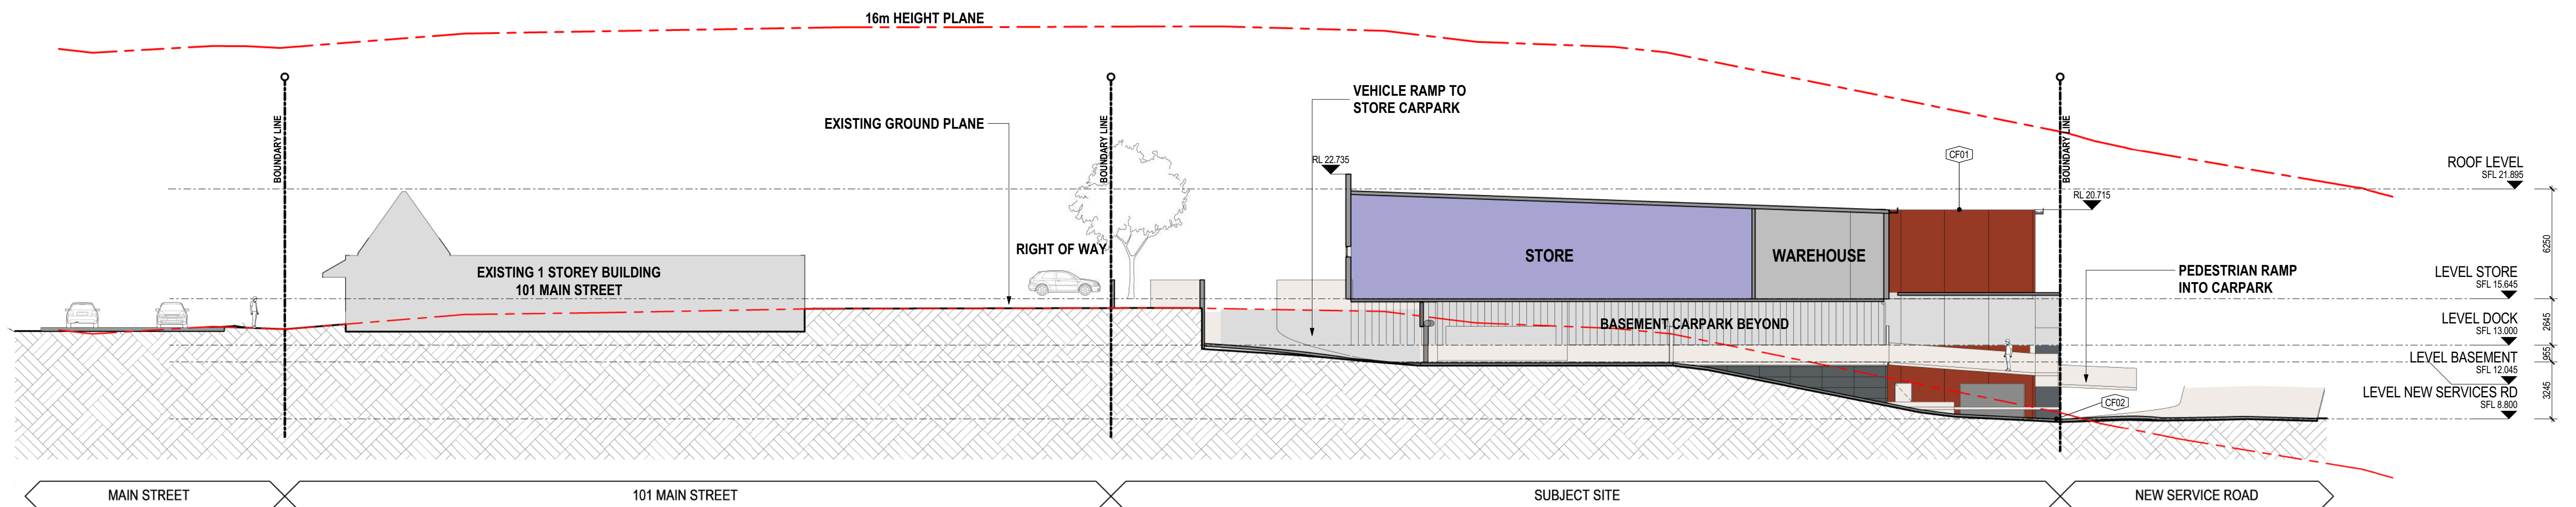 16m HEIGHT PLANE
VEHICLE RAMP TO
STORE CARPARK
EXISTING GROUND PLANE
BOUNDARY LINE
BOUNDARY LINE
BOUNDARY LINE
CF01
RL 22.735
ROOF LEVEL
SFL 21.895
RL 20.715
RIGHT OF WAY
EXISTING 1 STOREY BUILDING
101 MAIN STREET
STORE
WAREHOUSE
6250
PEDESTRIAN RAMP
INTO CARPARK
LEVEL STORE
SFL 15.645
BASEMENT CARPARK BEYOND
2645
LEVEL DOCK
SFL 13.000
955
LEVEL BASEMENT
SFL 12.045
3245
LEVEL NEW SERVICES RD
SFL 8.800
CF02
MAIN STREET
101 MAIN STREET
SUBJECT SITE
NEW SERVICE ROAD